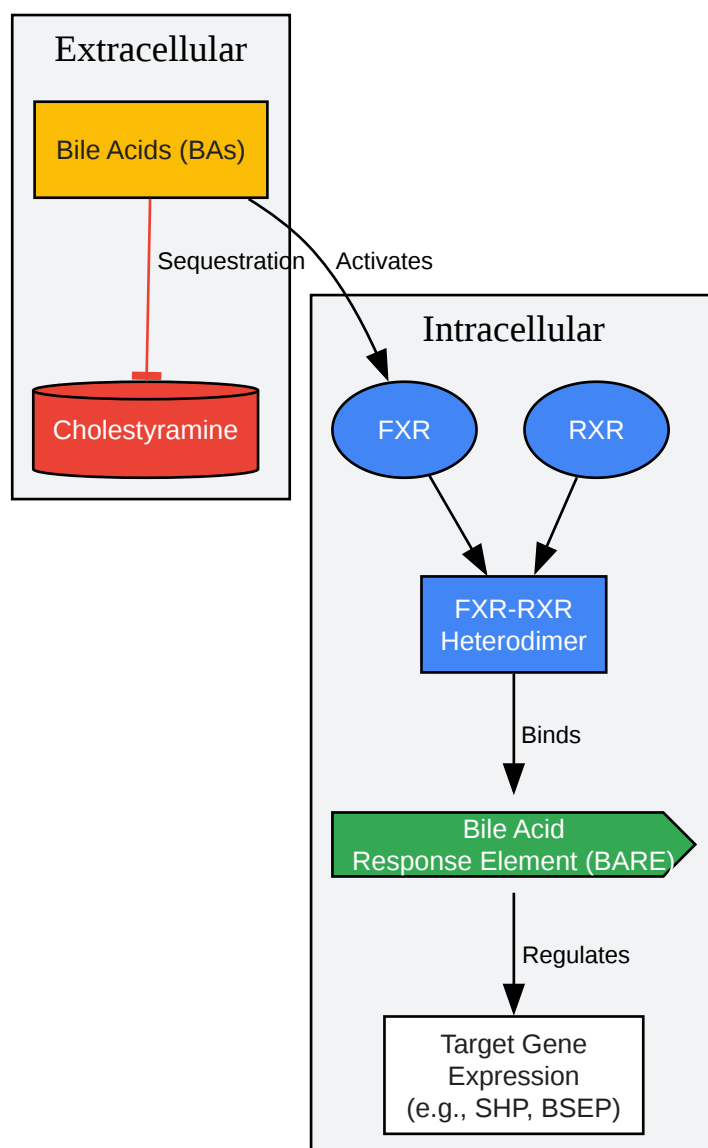 Extracellular
Bile Acids (BAs)
Sequestration
Activates
Intracellular
Cholestyramine
FXR
RXR
FXR-RXR
Heterodimer
Binds
Bile Acid
Response Element (BARE)
Regulates
Target Gene
Expression
(e.g., SHP, BSEP)